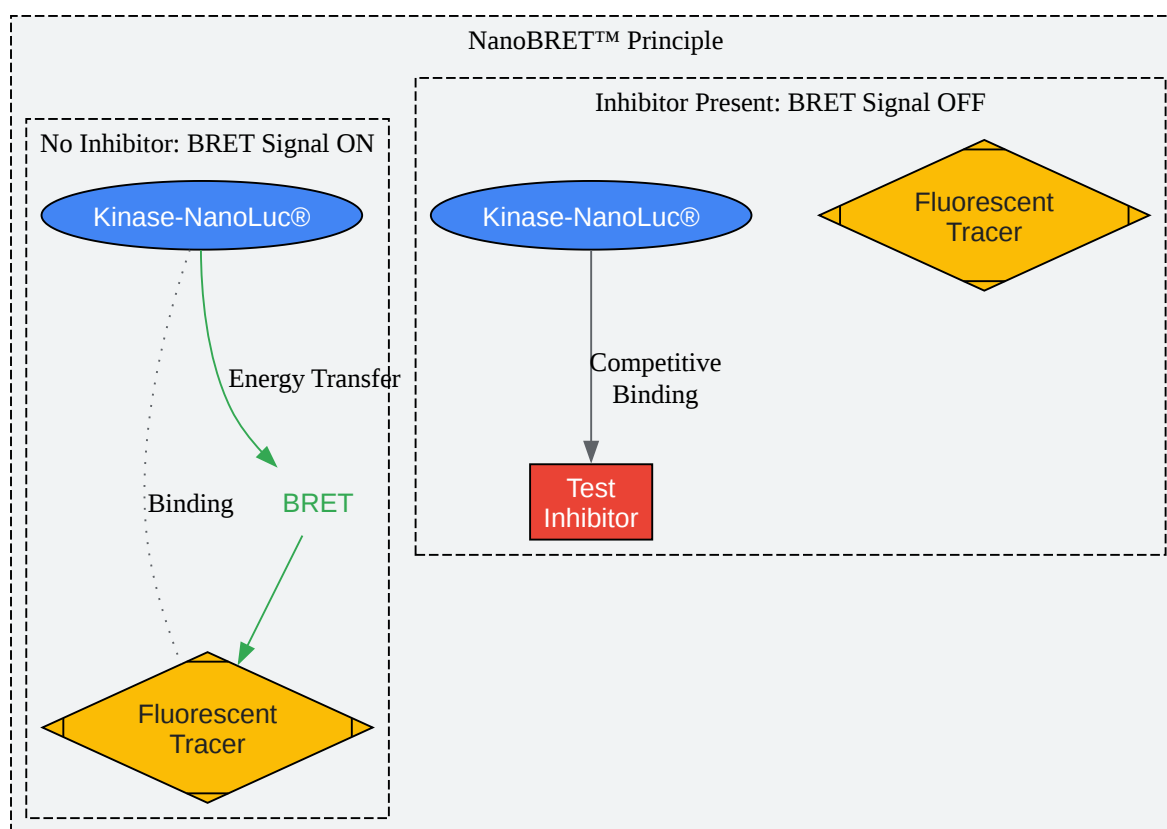 NanoBRET™ Principle
No Inhibitor: BRET Signal ON
Kinase-NanoLuc®
Energy Transfer
Binding
BRET
Fluorescent
Tracer
Inhibitor Present: BRET Signal OFF
Kinase-NanoLuc®
Fluorescent
Tracer
Competitive
Binding
Test
Inhibitor